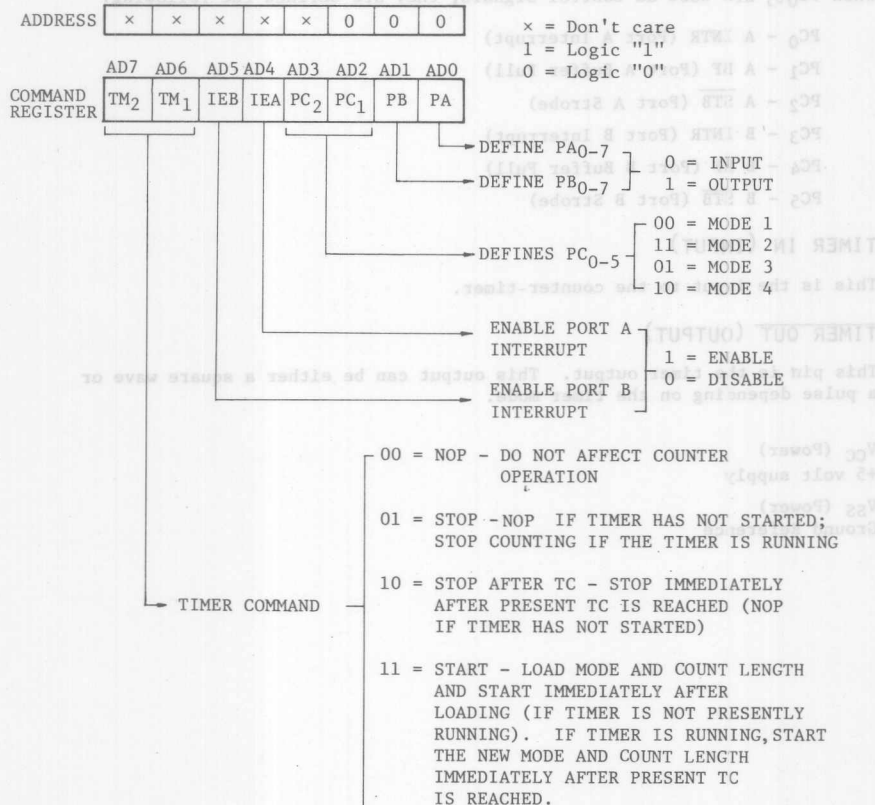 ADDRESS × × × × × 0 0 0
× = Don't care
1 = Logic "1"
0 = Logic "0"
AD7 AD6 AD5 AD4 AD3 AD2 AD1 AD0
COMMAND REGISTER TM2 TM1 IEB IEA PC2 PC1 PB PA
DEFINE PA0-7
DEFINE PB0-7
0 = INPUT
1 = OUTPUT
DEFINES PC0-5
00 = MODE 1
11 = MODE 2
01 = MODE 3
10 = MODE 4
ENABLE PORT A
INTERRUPT
ENABLE PORT B
INTERRUPT
1 = ENABLE
0 = DISABLE
TIMER COMMAND
00 = NOP - DO NOT AFFECT COUNTER
OPERATION
01 = STOP - NOP IF TIMER HAS NOT STARTED;
STOP COUNTING IF THE TIMER IS RUNNING
10 = STOP AFTER TC - STOP IMMEDIATELY
AFTER PRESENT TC IS REACHED (NOP
IF TIMER HAS NOT STARTED)
11 = START - LOAD MODE AND COUNT LENGTH
AND START IMMEDIATELY AFTER
LOADING (IF TIMER IS NOT PRESENTLY
RUNNING). IF TIMER IS RUNNING, START
THE NEW MODE AND COUNT LENGTH
IMMEDIATELY AFTER PRESENT TC
IS REACHED.